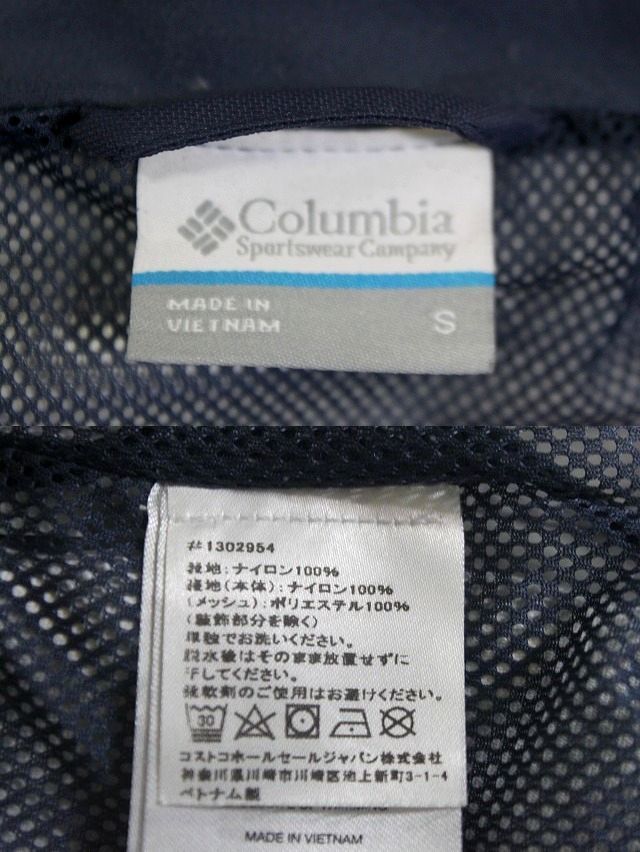 Columbia
Sportswear Company
MADE IN
VIETNAM
S
#1302954
表地:ナイロン100%
裏地(本体):ナイロン100%
(メッシュ):ポリエステル100%
(装飾部分を除く)
単独でお洗いください。
脱水後はそのまま放置せずに
干してください。
柔軟剤のご使用はお避けください。
30
コストコホールセールジャパン株式会社
神奈川県川崎市川崎区池上新町3-1-4
ベトナム製
MADE IN VIETNAM